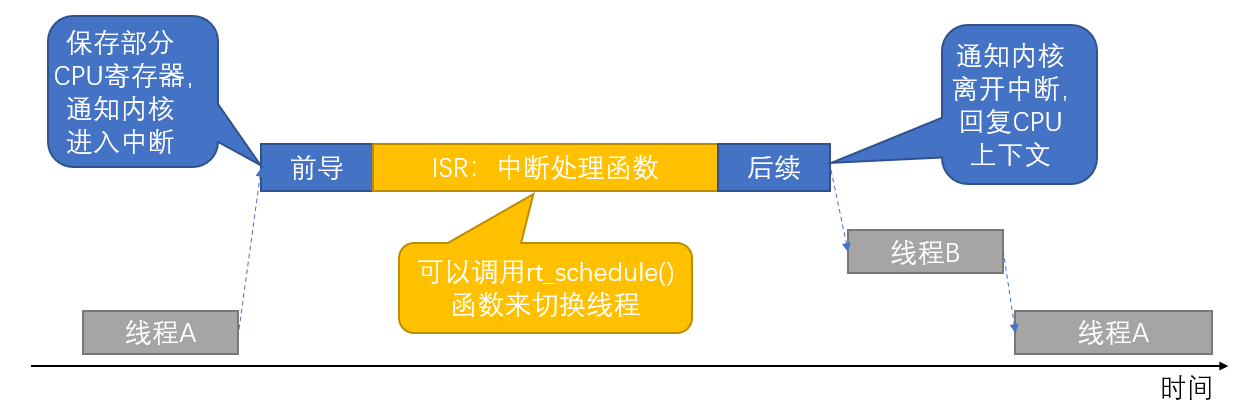 保存部分
CPU寄存器,
通知内核
进入中断
通知内核
离开中断,
回复CPU
上下文
前导
ISR：中断处理函数
后续
可以调用rt_schedule()
函数来切换线程
线程B
线程A
线程A
时间